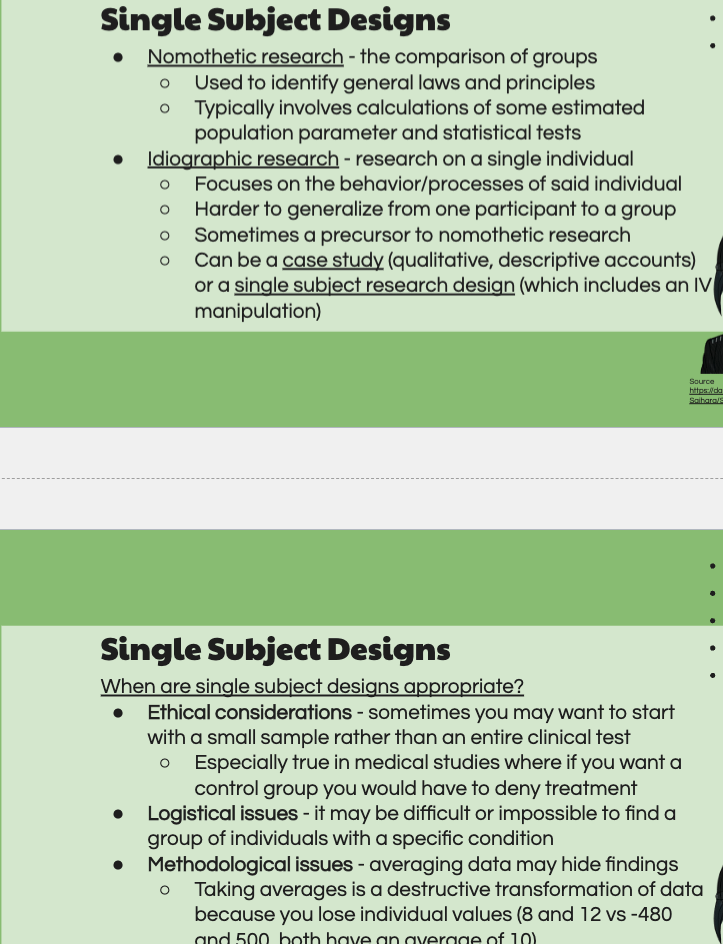 Single Subject Designs
● Nomothetic research - the comparison of groups
○ Used to identify general laws and principles
○ Typically involves calculations of some estimated
population parameter and statistical tests
● Idiographic research - research on a single individual
○ Focuses on the behavior/processes of said individual
○ Harder to generalize from one participant to a group
○ Sometimes a precursor to nomothetic research
○ Can be a case study (qualitative, descriptive accounts)
or a single subject research design (which includes an IV
manipulation)
Source
https://da
Saihara/S
Single Subject Designs
When are single subject designs appropriate?
● Ethical considerations - sometimes you may want to start
with a small sample rather than an entire clinical test
○ Especially true in medical studies where if you want a
control group you would have to deny treatment
● Logistical issues - it may be difficult or impossible to find a
group of individuals with a specific condition
● Methodological issues - averaging data may hide findings
○ Taking averages is a destructive transformation of data
because you lose individual values (8 and 12 vs -480
and 500, both have an average of 10)